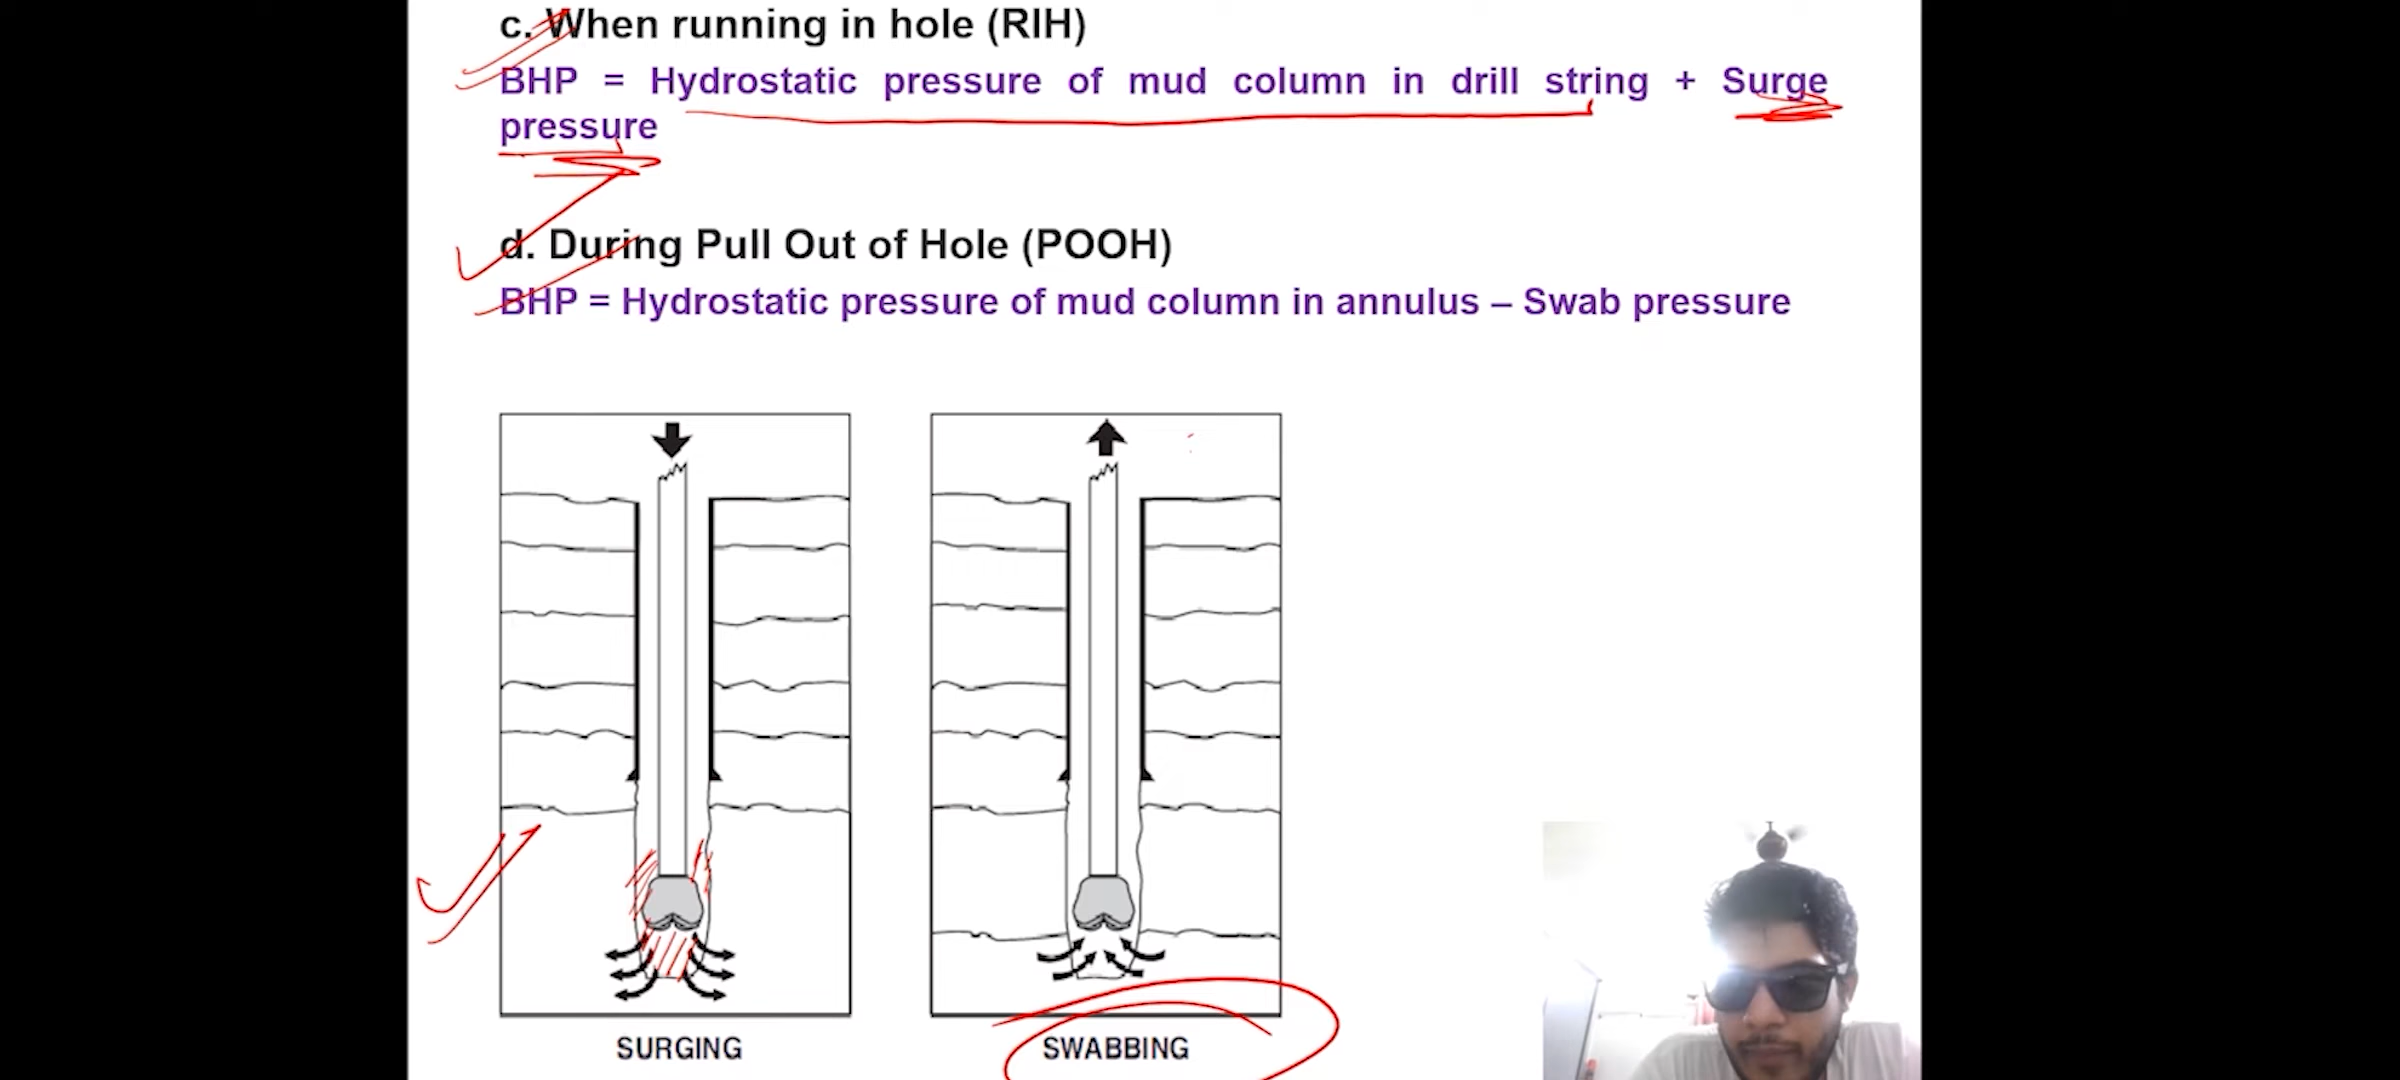 c. When running in hole (RIH)
BHP = Hydrostatic pressure of mud column in drill string + Surge
pressure
d. During Pull Out of Hole (POOH)
BHP = Hydrostatic pressure of mud column in annulus – Swab pressure
SURGING
SWABBING